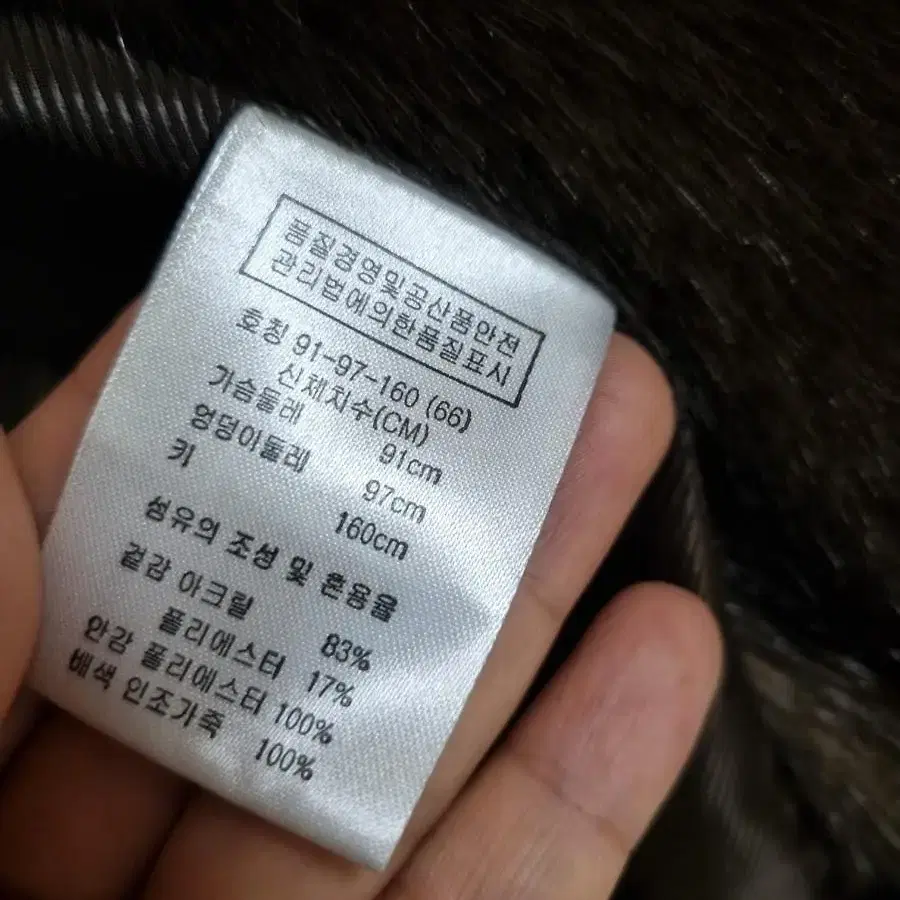 품질경영및공산품안전
관리법에의한품질표시
호칭 91-97-160 (66)
신체치수(CM)
가슴둘레 91cm
엉덩이둘레 97cm
키 160cm
섬유의 조성 및 혼용율
겉감 아크릴 83%
폴리에스터 17%
안감 폴리에스터 100%
배색 인조가죽 100%